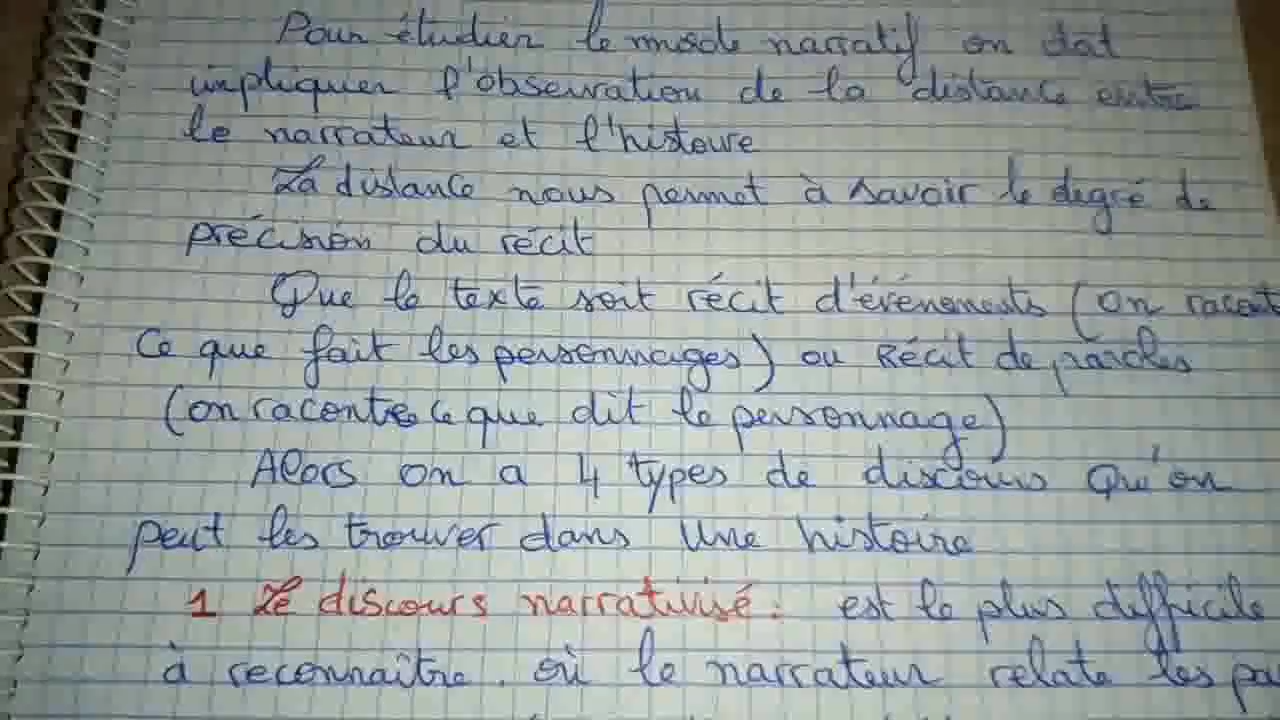 Pour étudier le mode narratif on doit
impliquer l'observation de la distance entre
le narrateur et l'histoire
La distance nous permet à savoir le degré de
précision du récit
Que le texte soit récit d'événements (on racont
Ce que fait les personnages) ou Récit de paroles
(on raconte ce que dit le personnage)
Alors on a 4 types de discours Qu'on
peut les trouver dans Une histoire
1 Le discours narrativisé : est le plus difficile
à reconnaître. où le narrateur relate les pa